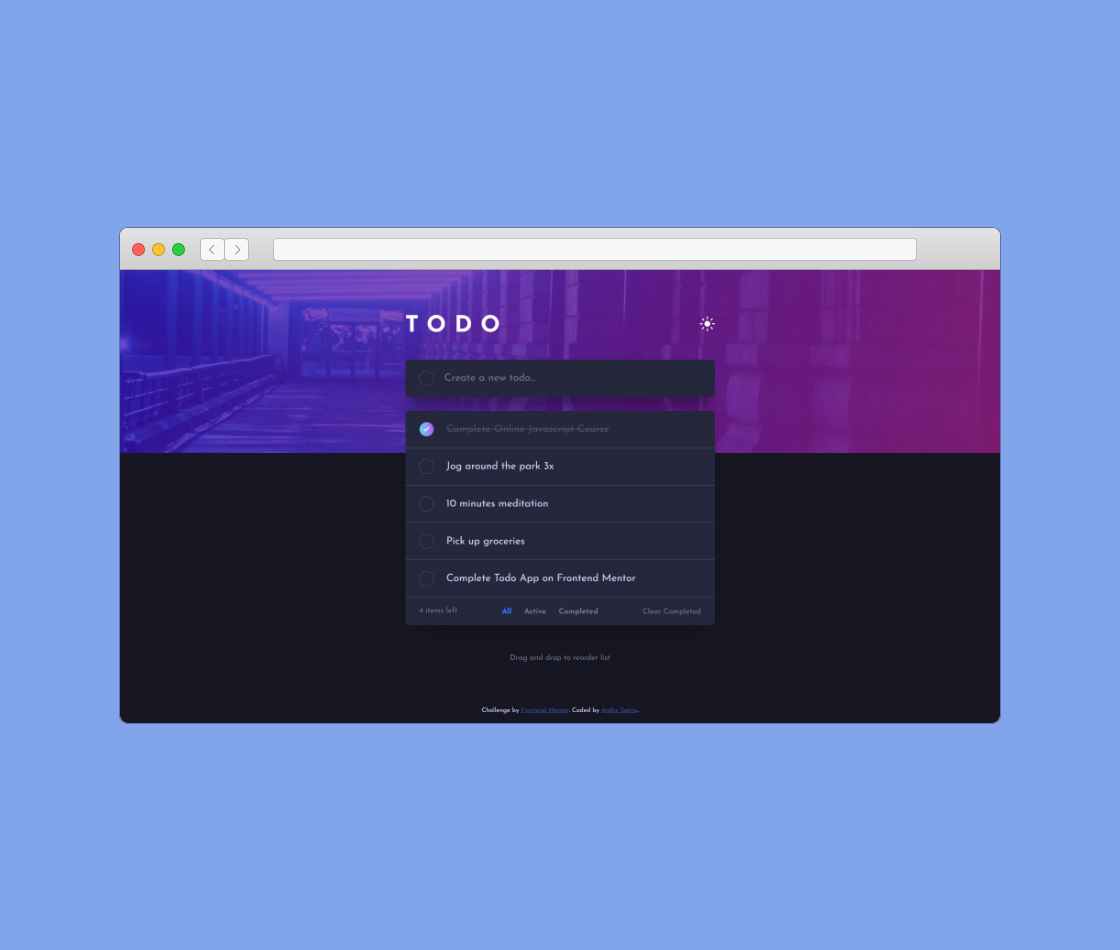 TODO
Create a new todo...
Complete Online Javascript Course
Jog around the park 3x
10 minutes meditation
Pick up groceries
Complete Todo App on Frontend Mentor
4 items left All Active Completed Clear Completed
Drag and drop to reorder list
Challenge by Frontend Mentor. Coded by